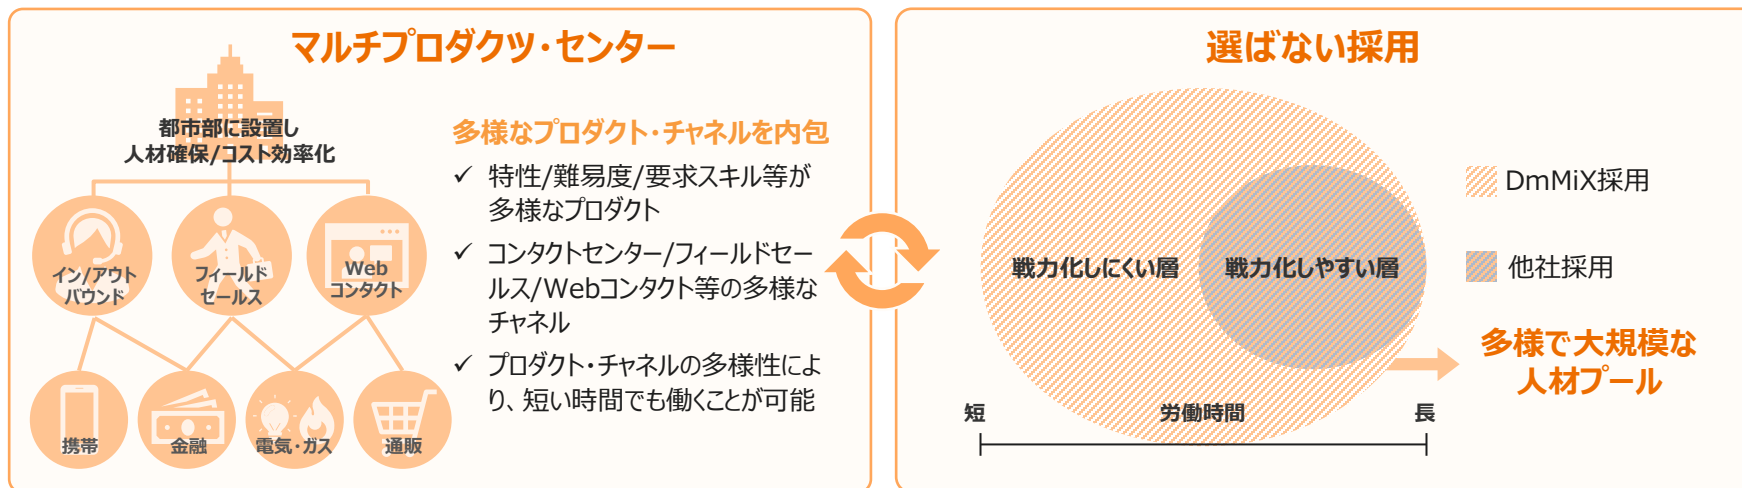 マルチプロダクツ・センター
都市部に設置し
人材確保/コスト効率化
イン/アウト
バウンド
フィールド
セールス
Web
コンタクト
携帯
金融
電気・ガス
通販
多様なプロダクト・チャネルを内包
✓ 特性/難易度/要求スキル等が
多様なプロダクト
✓ コンタクトセンター/フィールドセー
ルス/Webコンタクト等の多様な
チャネル
✓ プロダクト・チャネルの多様性によ
り、短い時間でも働くことが可能
選ばない採用
戦力化しにくい層
戦力化しやすい層
DmMiX採用
他社採用
多様で大規模な
人材プール
短
労働時間
長